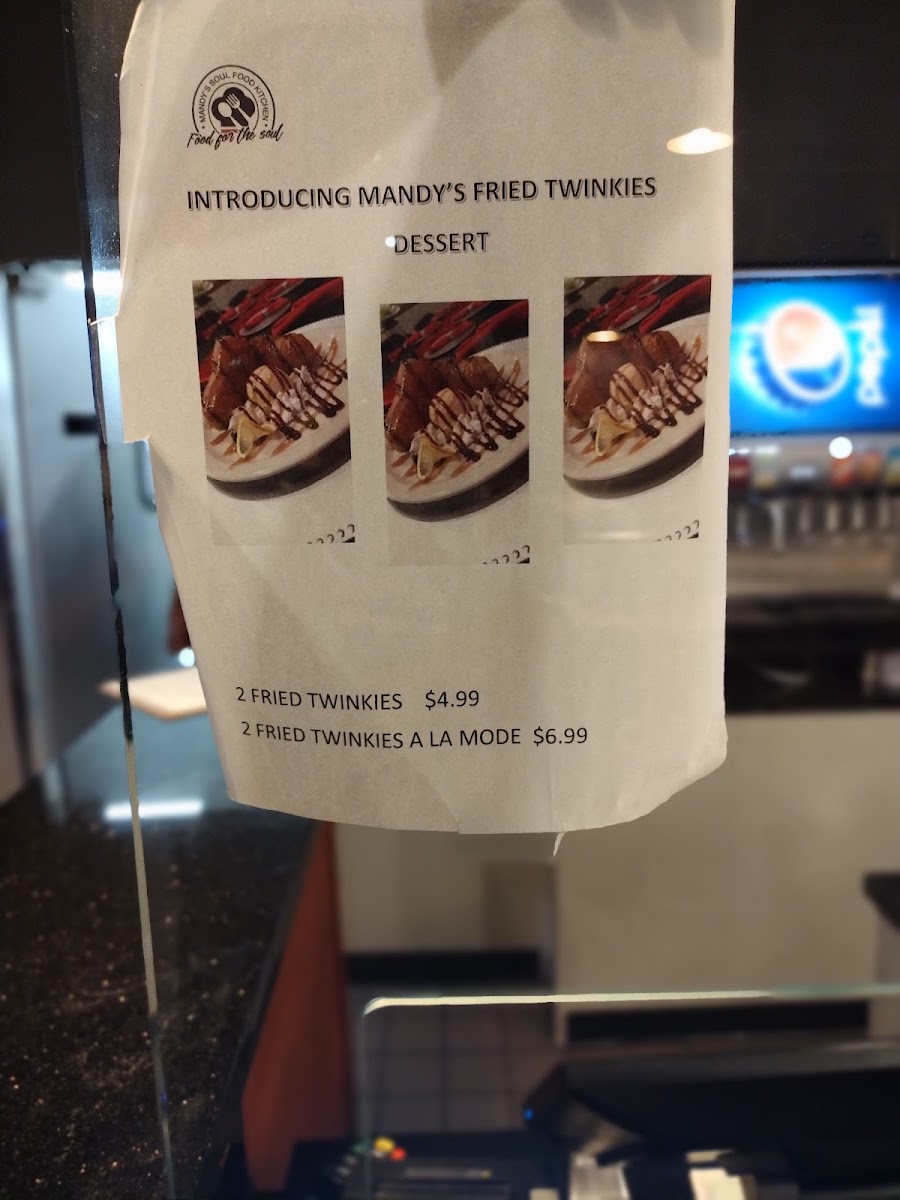 MANDY'S SOUL FOOD KITCHEN
Food for the soul
INTRODUCING MANDY'S FRIED TWINKIES
DESSERT
2 FRIED TWINKIES $4.99
2 FRIED TWINKIES A LA MODE $6.99
pepsi